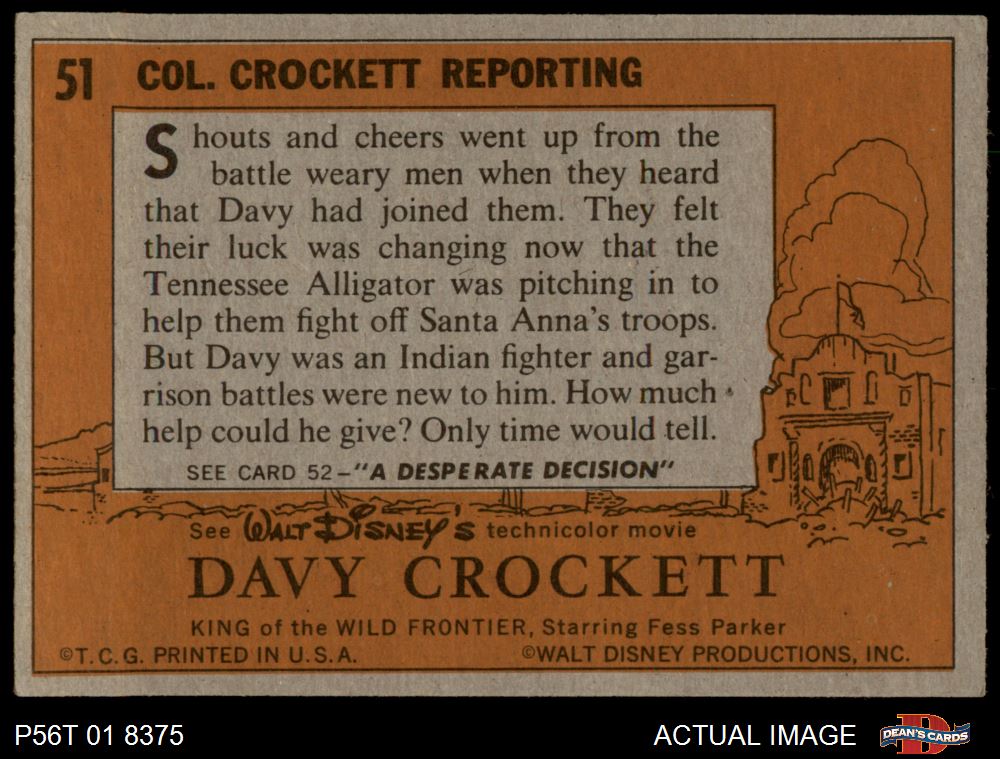 51 COL. CROCKETT REPORTING
Shouts and cheers went up from the
battle weary men when they heard
that Davy had joined them. They felt
their luck was changing now that the
Tennessee Alligator was pitching in to
help them fight off Santa Anna's troops.
But Davy was an Indian fighter and gar-
rison battles were new to him. How much
help could he give? Only time would tell.
SEE CARD 52-"A DESPERATE DECISION"
See WALT DISNEY'S technicolor movie
DAVY CROCKETT
KING of the WILD FRONTIER, Starring Fess Parker
©T.C.G. PRINTED IN U.S.A. ©WALT DISNEY PRODUCTIONS, INC.
P56T 01 8375 ACTUAL IMAGE D DEAN'S CARDS